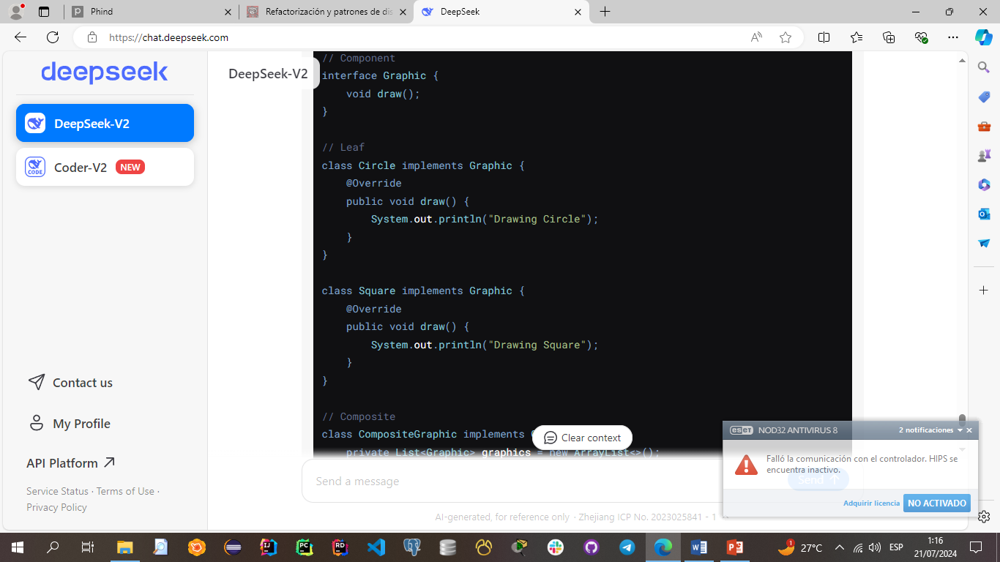 Phind
Refactorización y patrones de dis
DeepSeek
https://chat.deepseek.com
deepseek
DeepSeek-V2
Coder-V2 NEW
CODE
Contact us
My Profile
API Platform
Service Status · Terms of Use ·
Privacy Policy
DeepSeek-V2
// Component
interface Graphic {
void draw();
}
// Leaf
class Circle implements Graphic {
@Override
public void draw() {
System.out.println("Drawing Circle");
}
}
class Square implements Graphic {
@Override
public void draw() {
System.out.println("Drawing Square");
}
}
// Composite
class CompositeGraphic implements
Clear context
private List<Graphic> graphics = new ArrayList<>();
Send a message
Send
AI-generated, for reference only · Zhejiang ICP No. 2023025841 - 1
eset NOD32 ANTIVIRUS 8
2 notificaciones
Falló la comunicación con el controlador. HIPS se
encuentra inactivo.
Adquirir licencia
NO ACTIVADO
27°C
ESP
1:16
21/07/2024